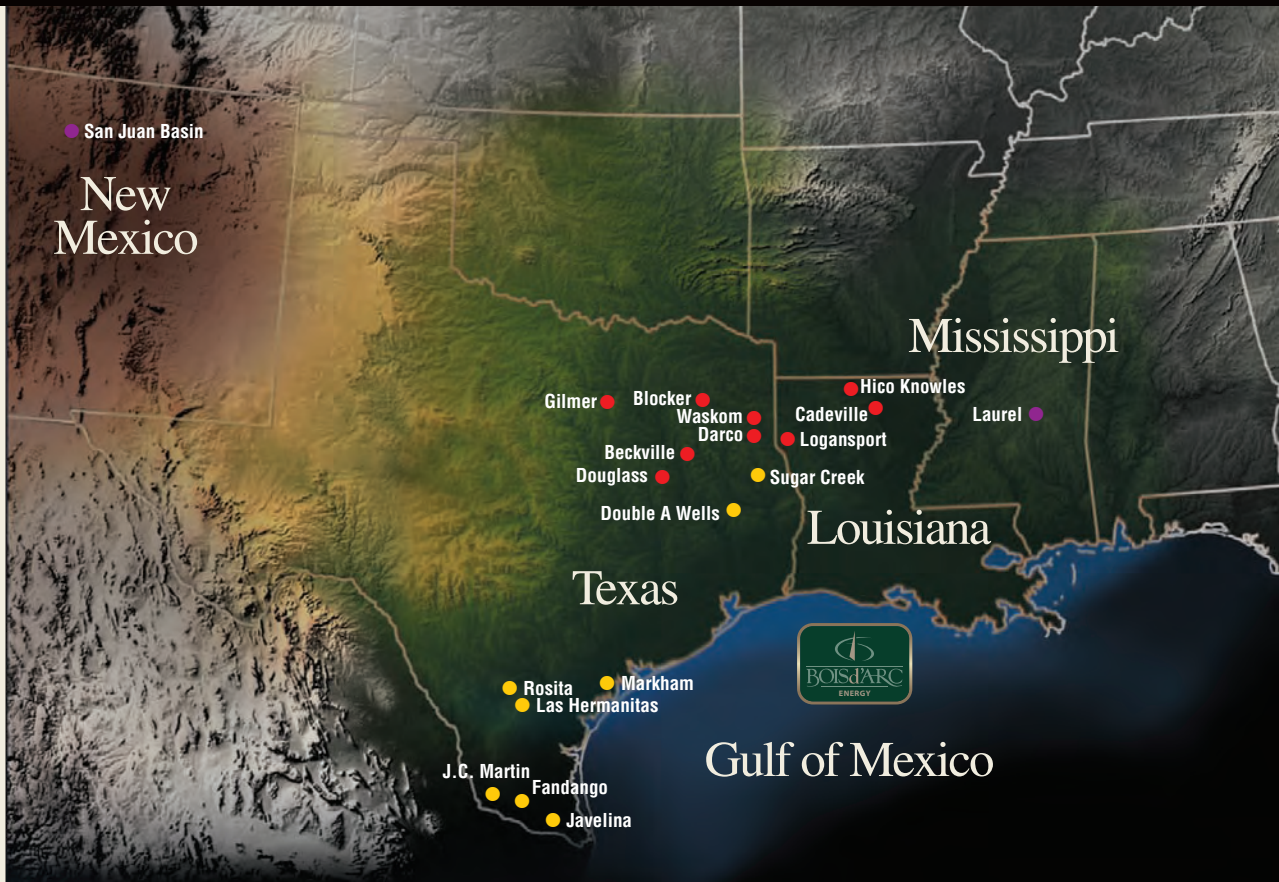 San Juan Basin
New
Mexico
Mississippi
Hico Knowles
Gilmer
Blocker
Waskom
Cadeville
Laurel
Darco
Logansport
Beckville
Douglass
Sugar Creek
Double A Wells
Louisiana
Texas
BOISd'ARC
ENERGY
Rosita
Markham
Las Hermanitas
Gulf of Mexico
J.C. Martin
Fandango
Javelina